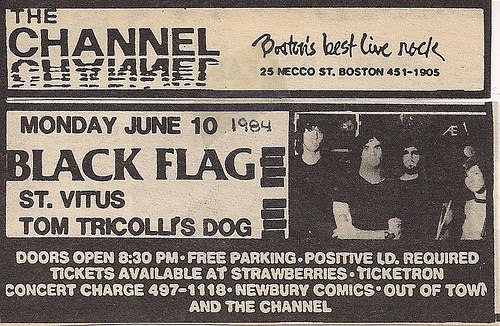 THE
CHANNEL
Boston's best live rock
25 NECCO ST. BOSTON 451-1905
MONDAY JUNE 10 1984
BLACK FLAG
ST. VITUS
TOM TRICOLLI'S DOG
DOORS OPEN 8:30 PM • FREE PARKING • POSITIVE I.D. REQUIRED
TICKETS AVAILABLE AT STRAWBERRIES • TICKETRON
CONCERT CHARGE 497-1118 • NEWBURY COMICS • OUT OF TOWN
AND THE CHANNEL